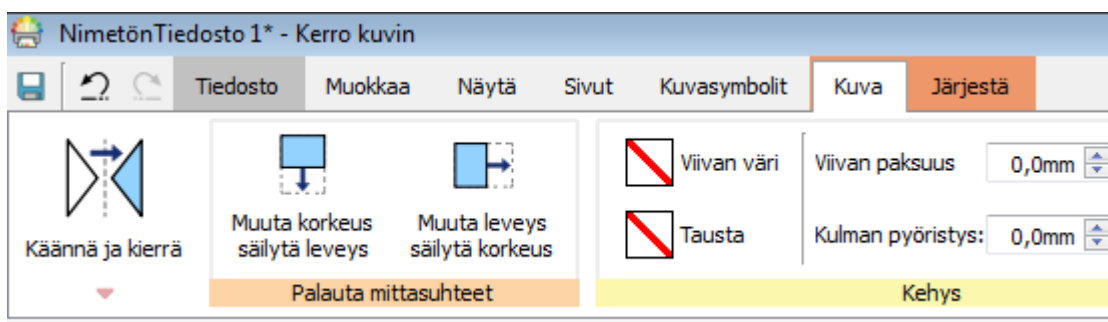 NimetönTiedosto 1* - Kerro kuvin
Tiedosto Muokkaa Näytä Sivut Kuvasymbolit Kuva Järjestä
Käännä ja kierrä
Muuta korkeus
säilytä leveys
Muuta leveys
säilytä korkeus
Palauta mittasuhteet
Viivan väri
Viivan paksuus 0,0mm
Tausta
Kulman pyöristys: 0,0mm
Kehys